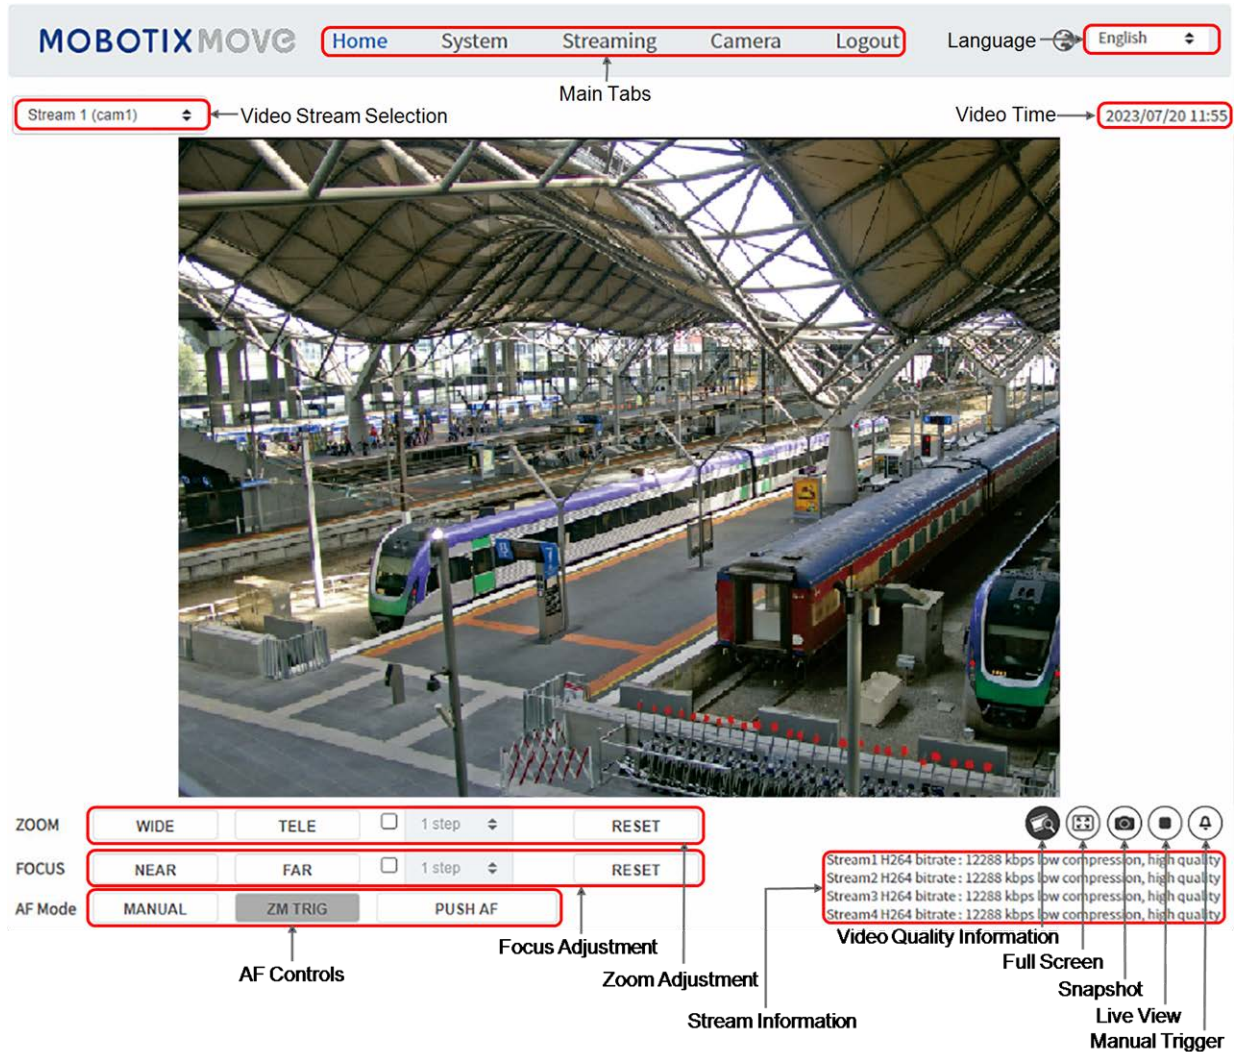 MOBOTIX MOVE
Home System Streaming Camera Logout
Language
English
Main Tabs
Stream 1 (cam1)
Video Stream Selection
Video Time
2023/07/20 11:55
ZOOM WIDE TELE 1 step RESET
FOCUS NEAR FAR 1 step RESET
AF Mode MANUAL ZM TRIG PUSH AF
Stream1 H264 bitrate : 12288 kbps low compression, high quality
Stream2 H264 bitrate : 12288 kbps low compression, high quality
Stream3 H264 bitrate : 12288 kbps low compression, high quality
Stream4 H264 bitrate : 12288 kbps low compression, high quality
Video Quality Information
Focus Adjustment
Full Screen
AF Controls
Zoom Adjustment
Snapshot
Stream Information
Live View
Manual Trigger